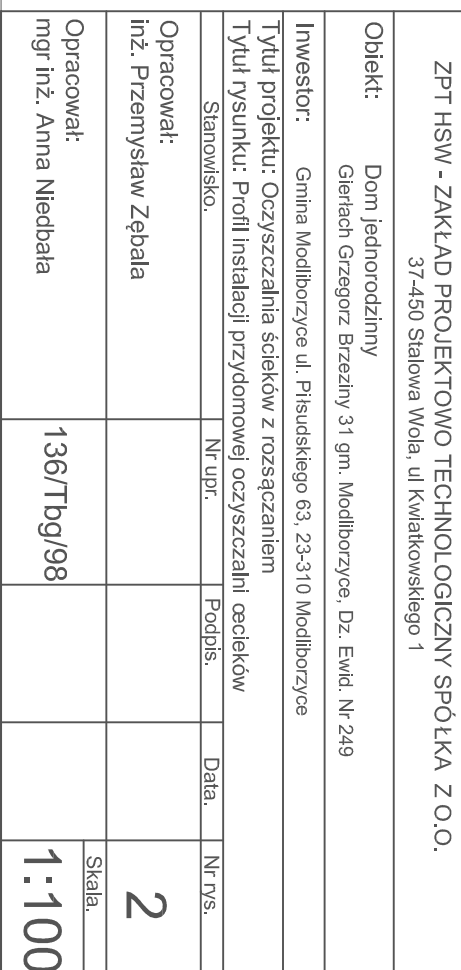 ZPT HSW - ZAKŁAD PROJEKTOWO TECHNOLOGICZNY SPÓŁKA Z O.O.
37-450 Stalowa Wola, ul Kwiatkowskiego 1
Obiekt: Dom jednorodzinny
Gierłach Grzegorz Brzeziny 31 gm. Modliborzyce, Dz. Ewid. Nr 249
Inwestor: Gmina Modliborzyce ul. Piłsudskiego 63, 23-310 Modliborzyce
Tytuł projektu: Oczyszczalnia ścieków z rozsączaniem
Tytuł rysunku: Profil instalacji przydomowej oczyszczalni œcieków
Stanowisko. Nr upr. Podpis. Data. Nr rys.
Opracował:
inż. Przemysław Zębala
2
Skala.
Opracował:
mgr inż. Anna Niedbała
136/Tbg/98
1:100